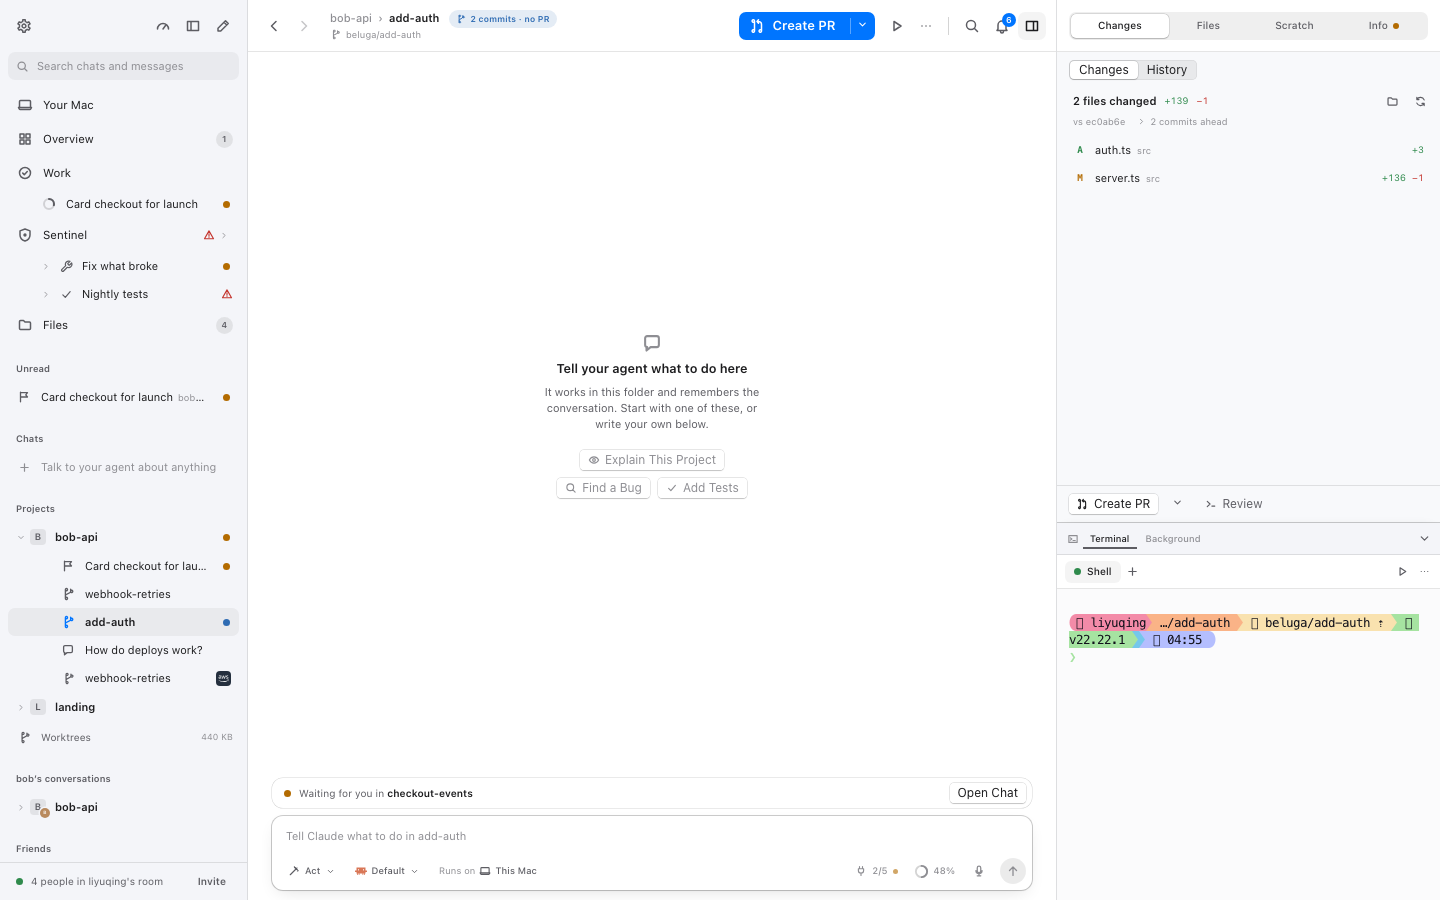 Search chats and messages
Your Mac
Overview 1
Work
Card checkout for launch
Sentinel
Fix what broke
Nightly tests
Files 4
Unread
Card checkout for launch bob...
Chats
Talk to your agent about anything
Projects
B bob-api
Card checkout for lau...
webhook-retries
add-auth
How do deploys work?
webhook-retries aws
L landing
Worktrees 440 KB
bob's conversations
B bob-api
Friends
4 people in liyuqing's room Invite
bob-api › add-auth 2 commits · no PR
beluga/add-auth
Create PR
6
Tell your agent what to do here
It works in this folder and remembers the
conversation. Start with one of these, or
write your own below.
Explain This Project
Find a Bug Add Tests
Waiting for you in checkout-events Open Chat
Tell Claude what to do in add-auth
Act Default Runs on This Mac 2/5 48%
Changes Files Scratch Info
Changes History
2 files changed +139 −1
vs ec0ab6e › 2 commits ahead
A auth.ts src +3
M server.ts src +136 −1
Create PR Review
Terminal Background
Shell
liyuqing …/add-auth beluga/add-auth ⇡
v22.22.1 04:55
❯